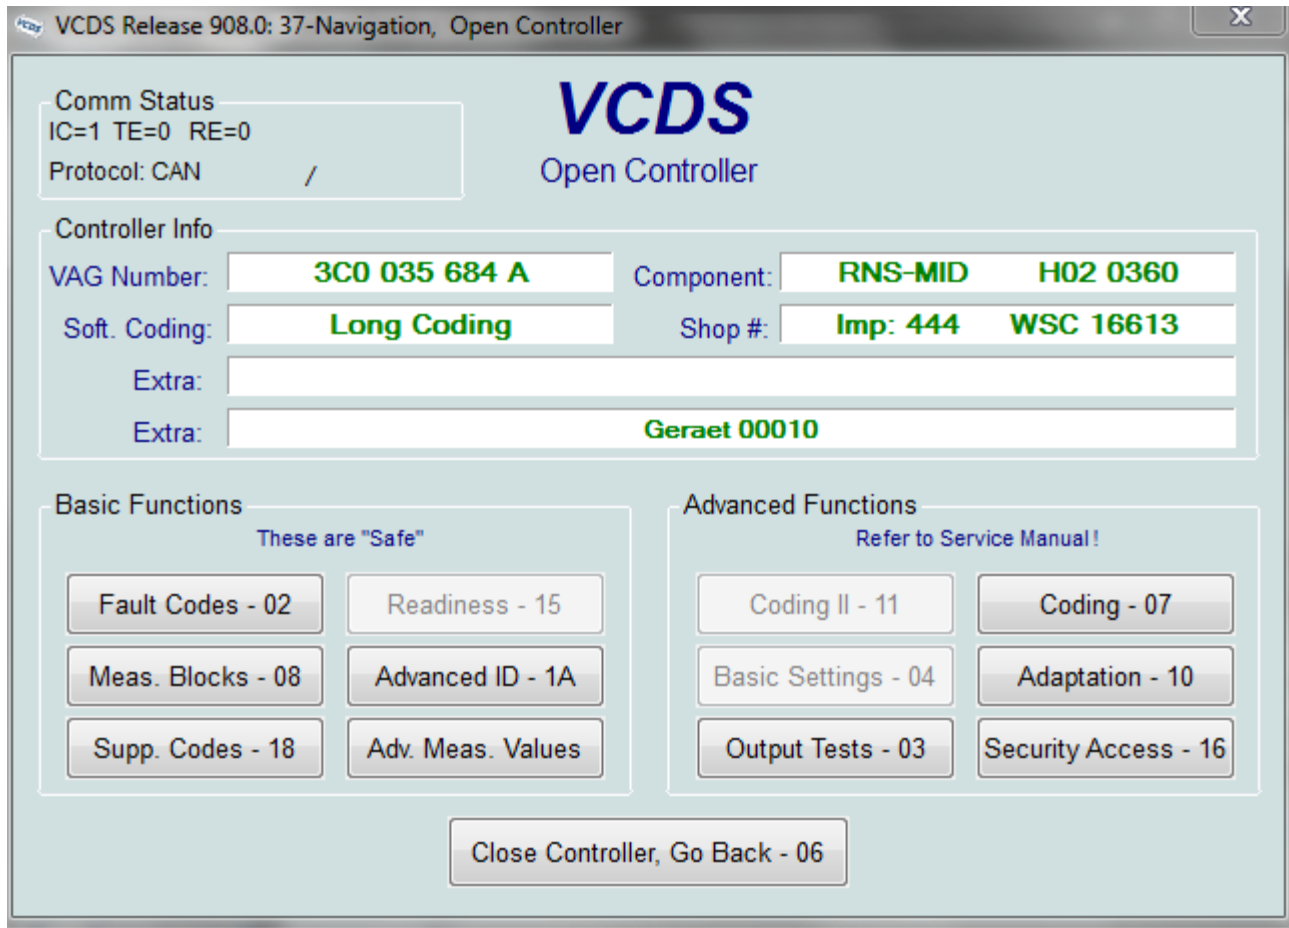 VCDS Release 908.0: 37-Navigation, Open Controller
X
Comm Status
IC=1 TE=0 RE=0
Protocol: CAN /
VCDS
Open Controller
Controller Info
VAG Number: 3C0 035 684 A Component: RNS-MID H02 0360
Soft. Coding: Long Coding Shop #: Imp: 444 WSC 16613
Extra:
Extra: Geraet 00010
Basic Functions
These are "Safe"
Fault Codes - 02 Readiness - 15
Meas. Blocks - 08 Advanced ID - 1A
Supp. Codes - 18 Adv. Meas. Values
Advanced Functions
Refer to Service Manual!
Coding II - 11 Coding - 07
Basic Settings - 04 Adaptation - 10
Output Tests - 03 Security Access - 16
Close Controller, Go Back - 06